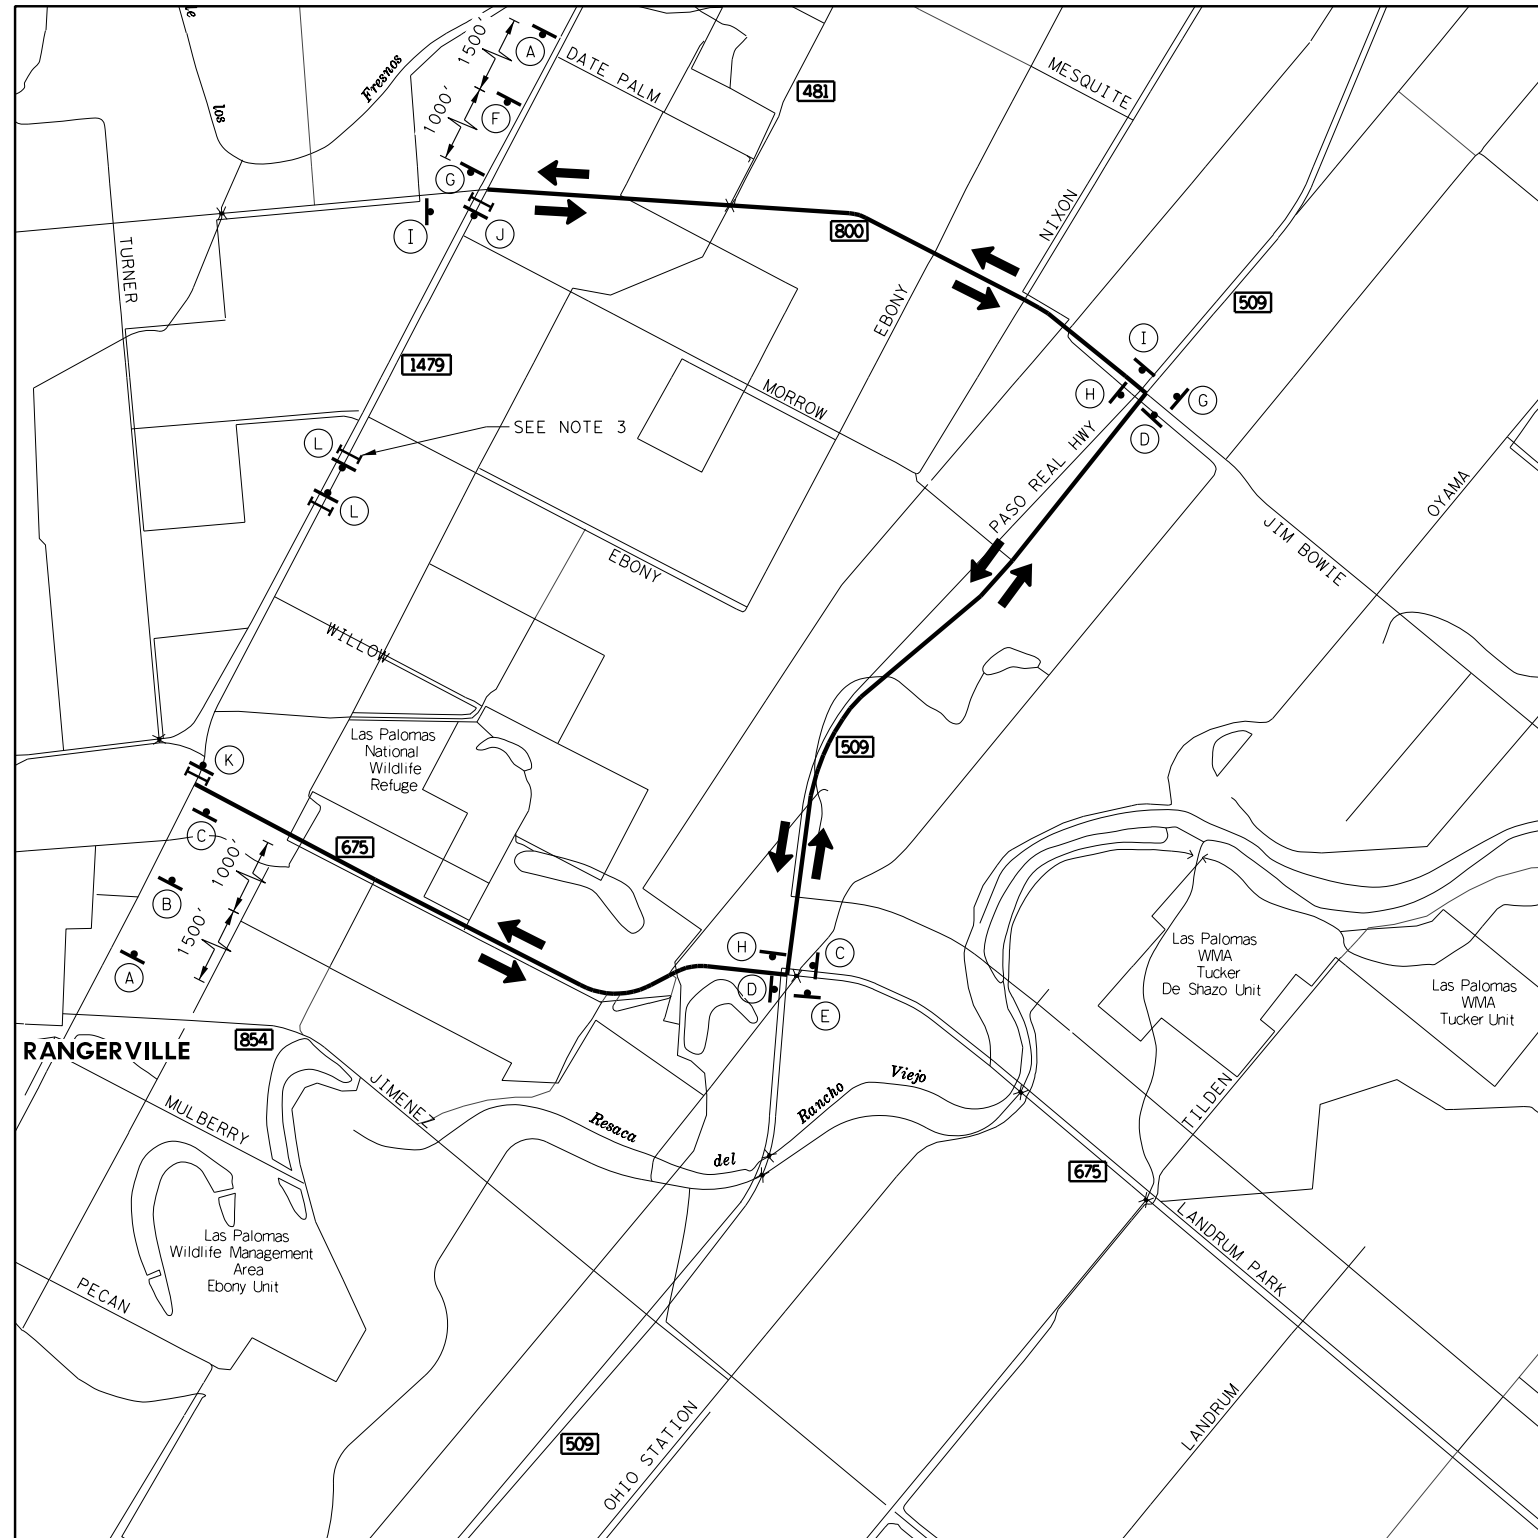 le
los
Fresnos
1500'
A
DATE PALM
481
MESQUITE
1000'
F
G
I
J
TURNER
800
NIXON
509
EBONY
1479
I
H
G
D
MORROW
SEE NOTE 3
L
L
PASO REAL HWY
OYAMA
JIM BOWIE
EBONY
WILLOW
Las Palomas
National
Wildlife
Refuge
509
K
C
675
1000'
B
1500'
A
H
C
D
E
Las Palomas
WMA
Tucker
De Shazo Unit
Las Palomas
WMA
Tucker Unit
854
RANGERVILLE
JIMENEZ
MULBERRY
Resaca
del
Rancho
Viejo
TILDEN
675
LANDRUM PARK
Las Palomas
Wildlife Management
Area
Ebony Unit
PECAN
509
OHIO STATION
LANDRUM